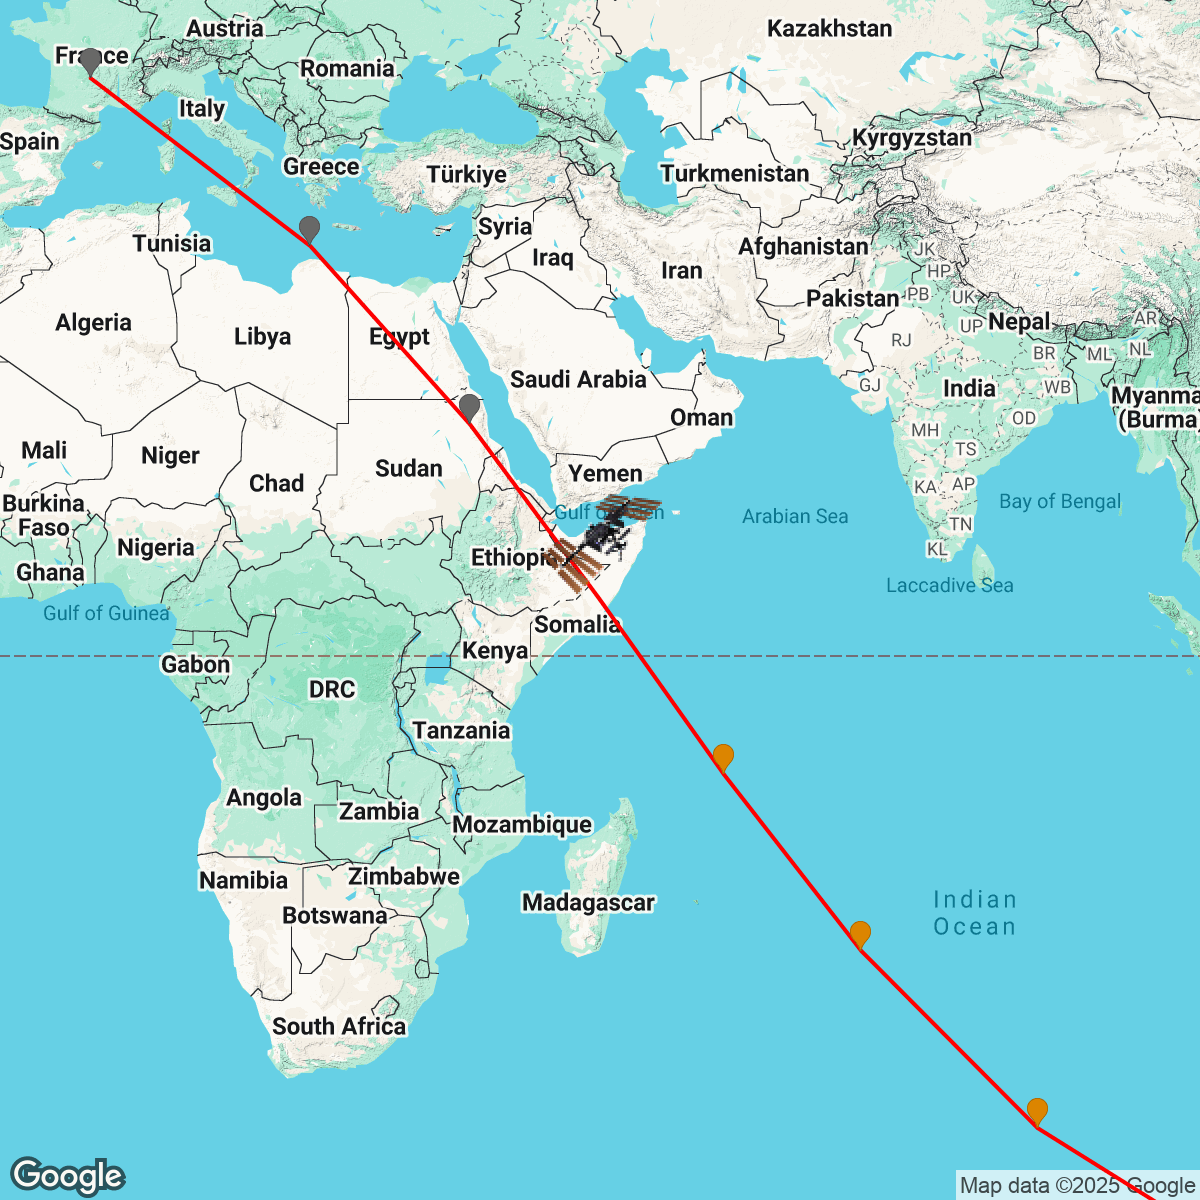 Austria
Kazakhstan
France
Romania
Italy
Kyrgyzstan
Spain
Greece
Türkiye
Turkmenistan
Syria
Tunisia
Iraq
Afghanistan
JK
Iran
HP
Pakistan
PB
UK
Algeria
Libya
Egypt
UP
Nepal
AR
RJ
BR
ML
NL
Saudi Arabia
GJ
India
WB
Myanma
(Burma)
Oman
OD
MH
Mali
Niger
Sudan
TS
Chad
Yemen
KA
AP
Burkina
Faso
Bay of Bengal
Arabian Sea
TN
Nigeria
KL
Ethiopia
Ghana
Laccadive Sea
Gulf of Guinea
Somalia
Kenya
Gabon
DRC
Tanzania
Angola
Zambia
Mozambique
Namibia
Zimbabwe
Madagascar
Indian
Ocean
Botswana
South Africa
Google
Map data ©2025 Google